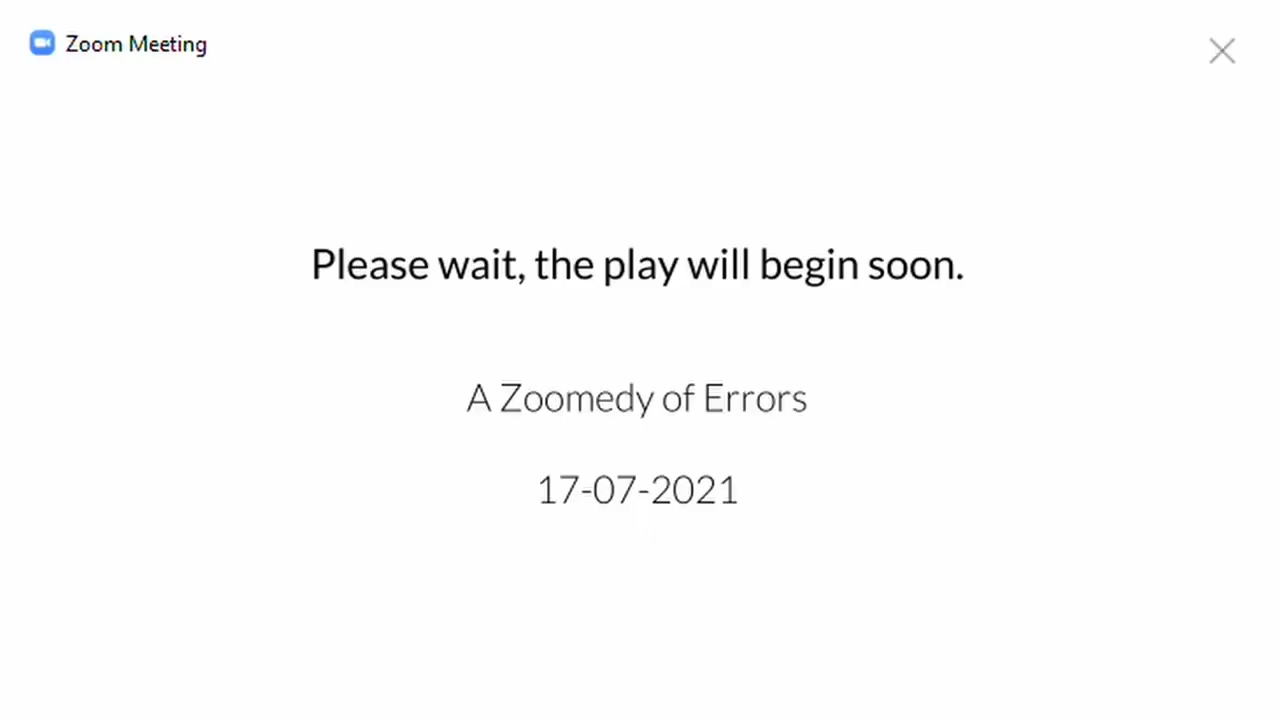 Zoom Meeting
Please wait, the play will begin soon.
A Zoomedy of Errors
17-07-2021